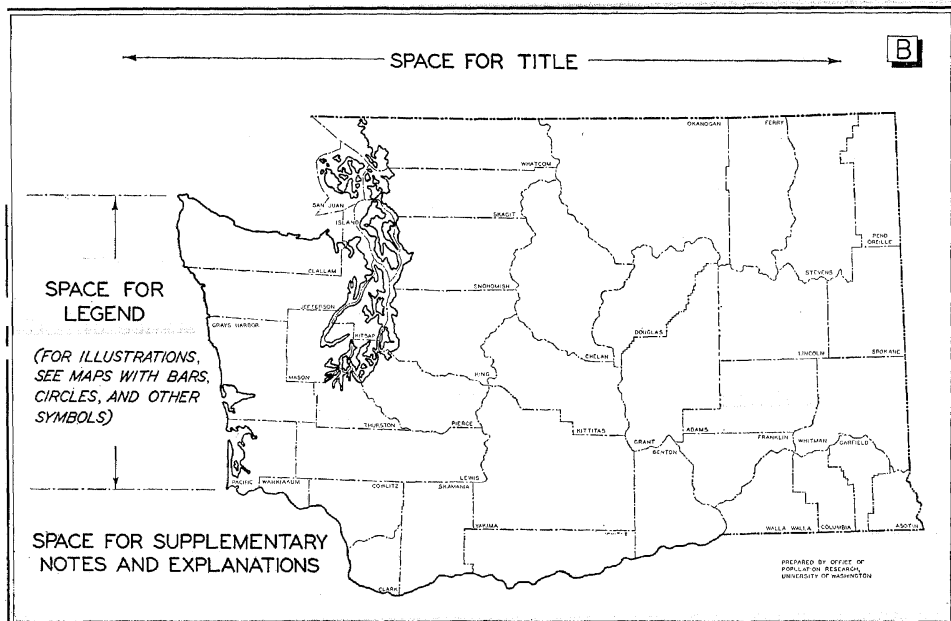 B
SPACE FOR TITLE
OKANOGAN
FERRY
WHATCOM
SAN JUAN
ISLAND
SKAGIT
PEND
OREILLE
CLALLAM
STEVENS
SPACE FOR
LEGEND
SNOHOMISH
JEFFERSON
GRAYS HARBOR
KITSAP
DOUGLAS
(FOR ILLUSTRATIONS,
SEE MAPS WITH BARS,
CIRCLES, AND OTHER
SYMBOLS)
CHELAN
LINCOLN
SPOKANE
MASON
KING
THURSTON
PIERCE
KITTITAS
GRANT
ADAMS
FRANKLIN
WHITMAN
GARFIELD
BENTON
PACIFIC
WAHKIAKUM
COWLITZ
LEWIS
SKAMANIA
YAKIMA
WALLA WALLA
COLUMBIA
ASOTIN
SPACE FOR SUPPLEMENTARY
NOTES AND EXPLANATIONS
CLARK
PREPARED BY OFFICE OF
POPULATION RESEARCH,
UNIVERSITY OF WASHINGTON